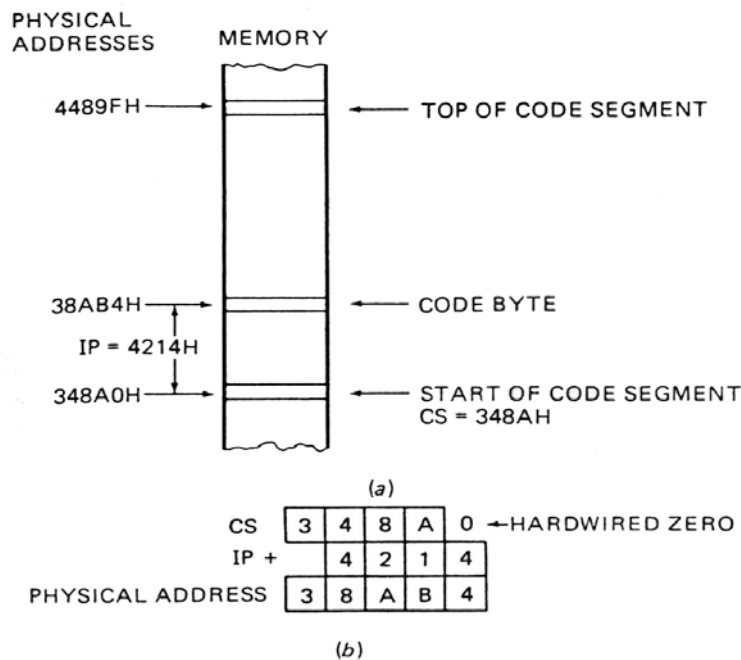 PHYSICAL
ADDRESSES
MEMORY
4489FH
TOP OF CODE SEGMENT
38AB4H
CODE BYTE
IP = 4214H
348A0H
START OF CODE SEGMENT
CS = 348AH
(a)
CS 3 4 8 A 0 HARDWIRED ZERO
IP + 4 2 1 4
PHYSICAL ADDRESS 3 8 A B 4
(b)